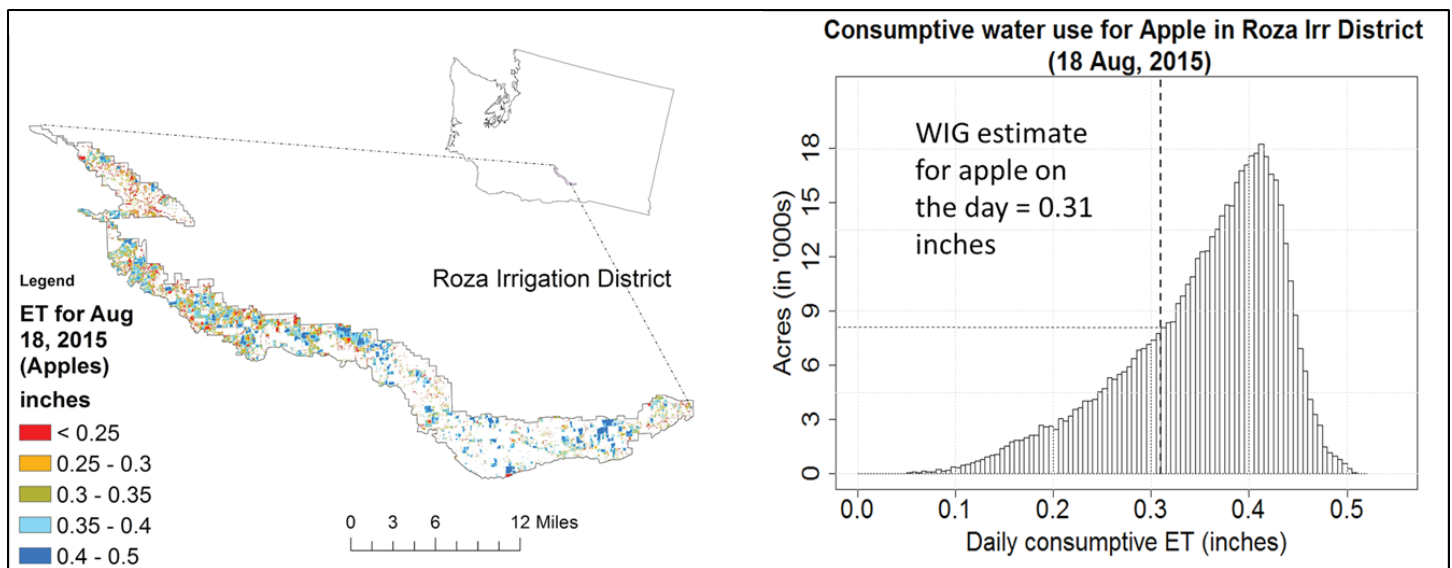 Roza Irrigation District
Legend
ET for Aug
18, 2015
(Apples)
inches
< 0.25
0.25 - 0.3
0.3 - 0.35
0.35 - 0.4
0.4 - 0.5
0 3 6 12 Miles
Consumptive water use for Apple in Roza Irr District
(18 Aug, 2015)
WIG estimate
for apple on
the day = 0.31
inches
Acres (in '000s)
18
15
12
9
6
3
0
0.0 0.1 0.2 0.3 0.4 0.5
Daily consumptive ET (inches)